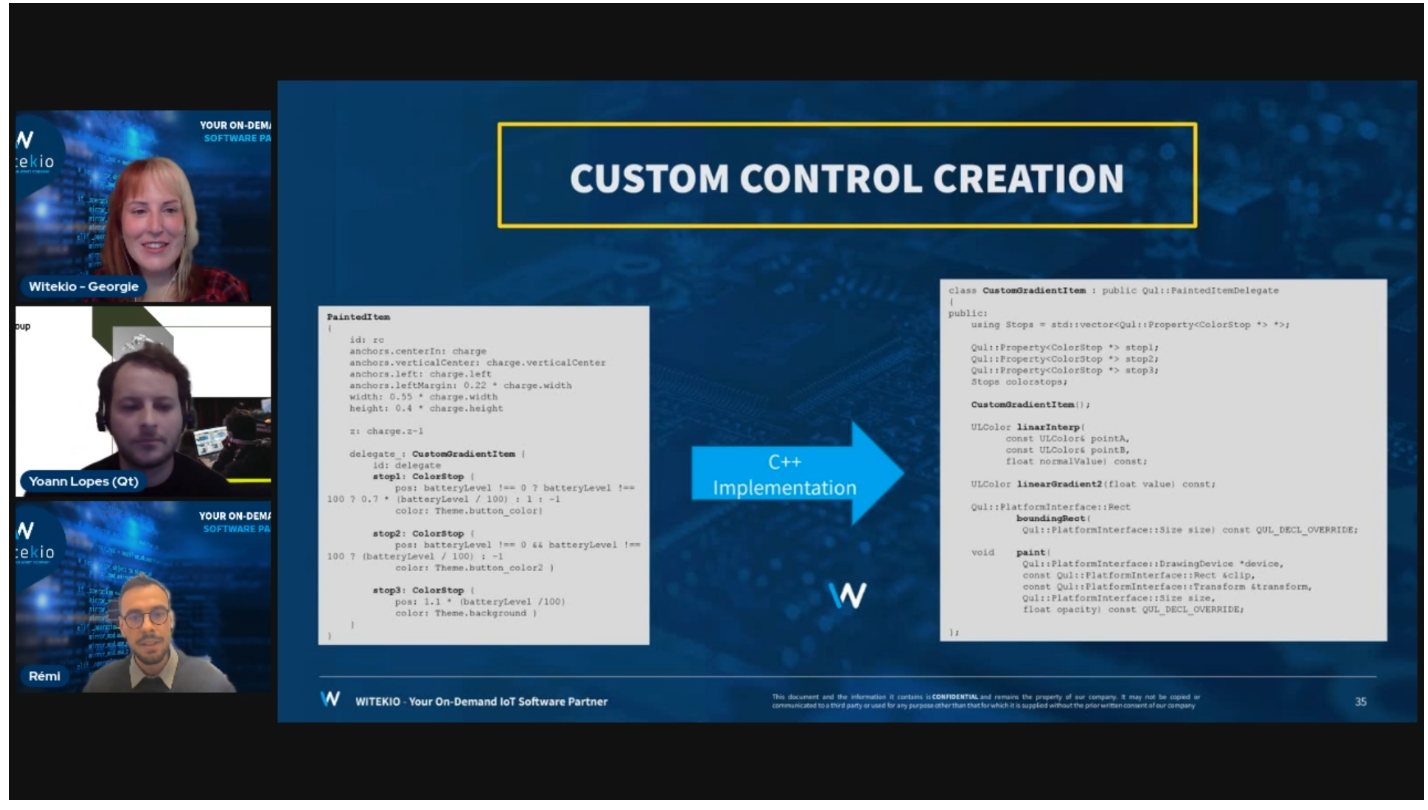 YOUR ON-DEMA
SOFTWARE PA
W
tekio
Witekio - Georgie
oup
Yoann Lopes (Qt)
YOUR ON-DEMA
SOFTWARE PA
W
tekio
Rémi
CUSTOM CONTROL CREATION
PaintedItem
{
id: rc
anchors.centerIn: charge
anchors.verticalCenter: charge.verticalCenter
anchors.left: charge.left
anchors.leftMargin: 0.22 * charge.width
width: 0.55 * charge.width
height: 0.4 * charge.height
z: charge.z-1
delegate_: CustomGradientItem {
id: delegate
stop1: ColorStop {
pos: batteryLevel !== 0 ? batteryLevel !==
100 ? 0.7 * (batteryLevel / 100) : 1 : -1
color: Theme.button_color}
stop2: ColorStop {
pos: batteryLevel !== 0 && batteryLevel !==
100 ? (batteryLevel / 100) : -1
color: Theme.button_color2 }
stop3: ColorStop {
pos: 1.1 * (batteryLevel /100)
color: Theme.background }
}
}
C++
Implementation
W
class CustomGradientItem : public Qul::PaintedItemDelegate
{
public:
using Stops = std::vector<Qul::Property<ColorStop *> *>;
Qul::Property<ColorStop *> stop1;
Qul::Property<ColorStop *> stop2;
Qul::Property<ColorStop *> stop3;
Stops colorstops;
CustomGradientItem();
ULColor linarInterp(
const ULColor& pointA,
const ULColor& pointB,
float normalValue) const;
ULColor linearGradient2(float value) const;
Qul::PlatformInterface::Rect
boundingRect(
Qul::PlatformInterface::Size size) const QUL_DECL_OVERRIDE;
void paint(
Qul::PlatformInterface::DrawingDevice *device,
const Qul::PlatformInterface::Rect &clip,
const Qul::PlatformInterface::Transform &transform,
Qul::PlatformInterface::Size size,
float opacity) const QUL_DECL_OVERRIDE;
};
W WITEKIO - Your On-Demand IoT Software Partner
This document and the information it contains is CONFIDENTIAL and remains the property of our company. It may not be copied or
communicated to a third party or used for any purpose other than that for which it is supplied without the prior written consent of our company
35